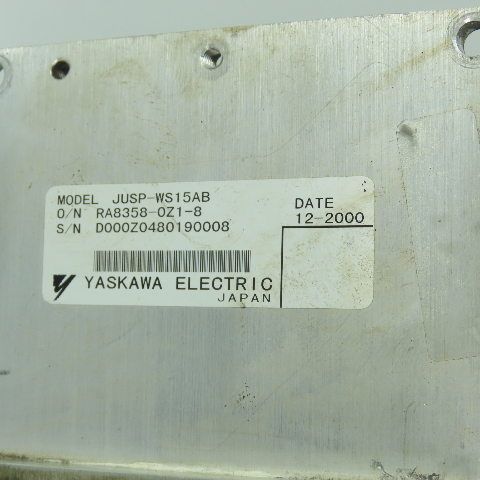 MODEL JUSP-WS15AB
O/N RA8358-0Z1-8
S/N D000Z0480190008
DATE
12-2000
YASKAWA ELECTRIC
JAPAN